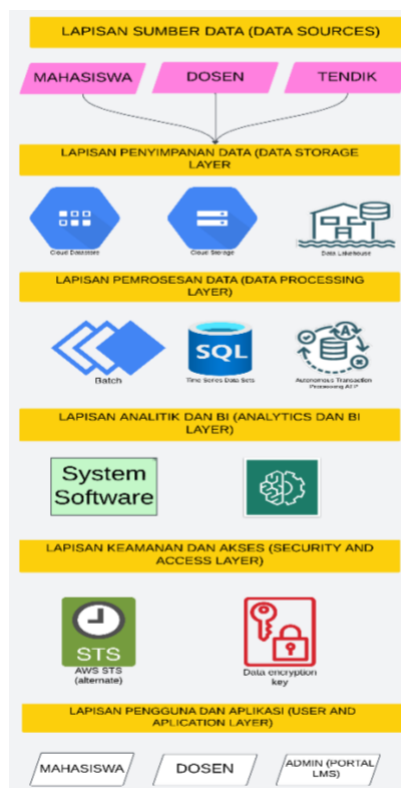 LAPISAN SUMBER DATA (DATA SOURCES)
MAHASISWA
DOSEN
TENDIK
LAPISAN PENYIMPANAN DATA (DATA STORAGE
LAYER
Cloud Datastore
Cloud Storage
Data Lakehouse
LAPISAN PEMROSESAN DATA (DATA PROCESSING
LAYER)
SQL
A
Batch
Time Series Data Sets
Autonomous Transaction
Processing ATP
LAPISAN ANALITIK DAN BI (ANALYTICS DAN BI
LAYER)
System
Software
LAPISAN KEAMANAN DAN AKSES (SECURITY AND
ACCESS LAYER)
STS
AWS STS
(alternate)
Data encryption
key
LAPISAN PENGGUNA DAN APLIKASI (USER AND
APLICATION LAYER)
MAHASISWA
DOSEN
ADMIN (PORTAL
LMS)